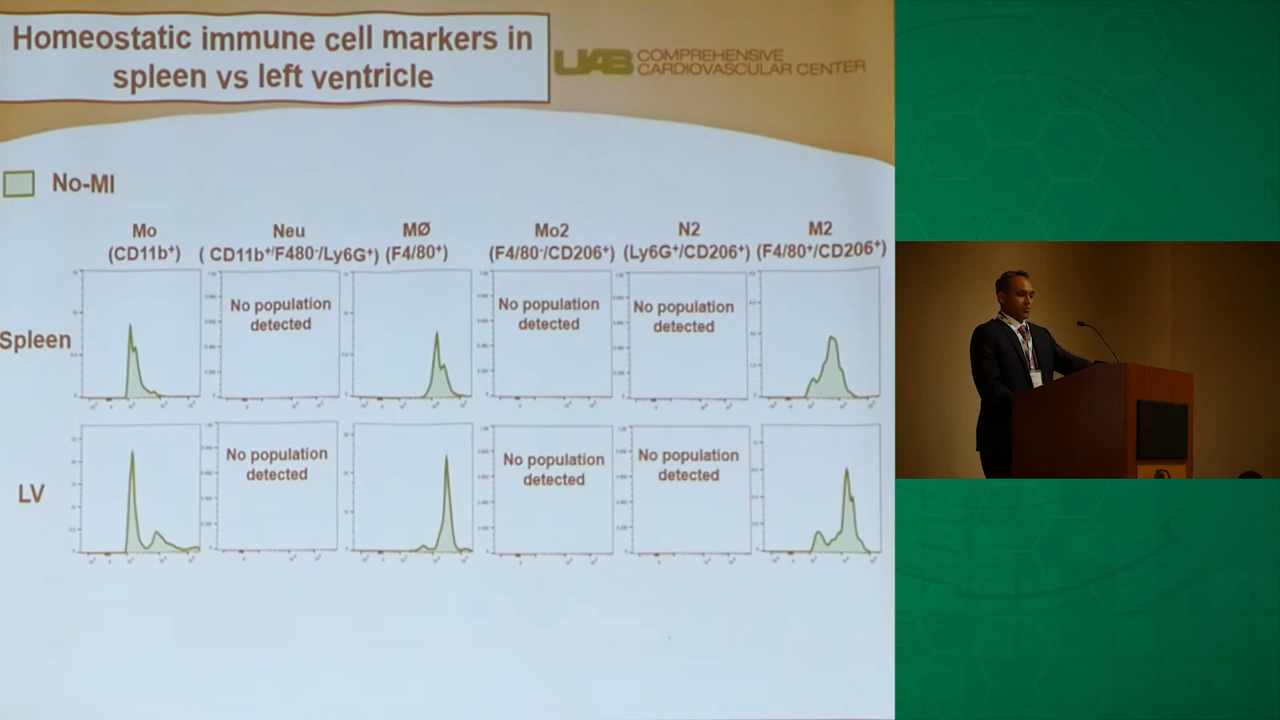 Homeostatic immune cell markers in
spleen vs left ventricle
UAB COMPREHENSIVE
CARDIOVASCULAR CENTER
No-MI
Mo
(CD11b⁺)
Neu
( CD11b⁺/F480⁻/Ly6G⁺)
MØ
(F4/80⁺)
Mo2
(F4/80⁻/CD206⁺)
N2
(Ly6G⁺/CD206⁺)
M2
(F4/80⁺/CD206⁺)
Spleen
No population
detected
No population
detected
No population
detected
LV
No population
detected
No population
detected
No population
detected